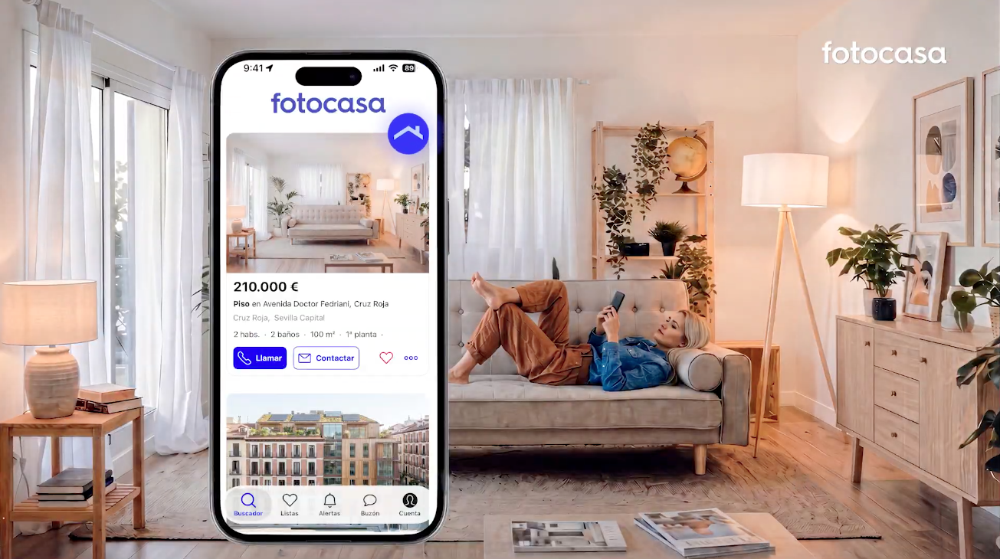 fotocasa
9:41
89
fotocasa
210.000 €
Piso en Avenida Doctor Fedriani, Cruz Roja
Cruz Roja, Sevilla Capital
2 habs. · 2 baños · 100 m² · 1ª planta ·
Llamar
Contactar
Buscador
Listas
Alertas
Buzón
Cuenta